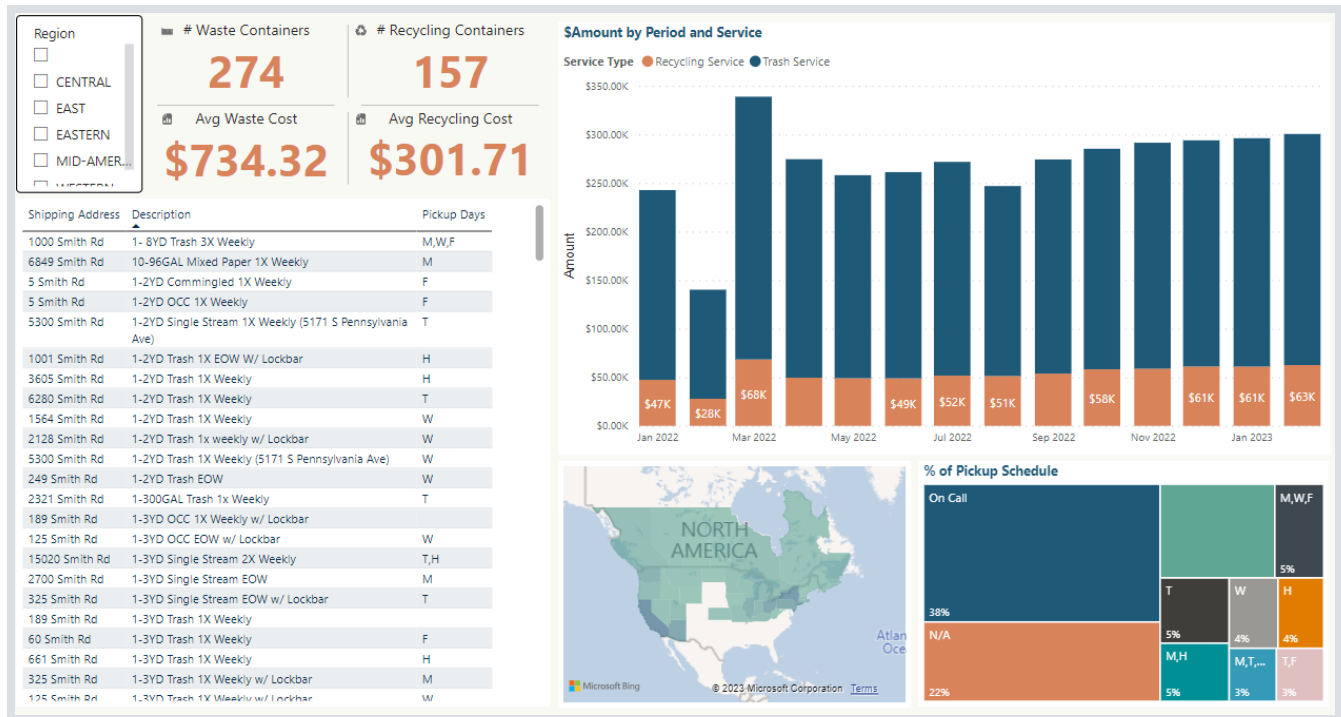 Region
CENTRAL
EAST
EASTERN
MID-AMER...
# Waste Containers
274
# Recycling Containers
157
Avg Waste Cost
$734.32
Avg Recycling Cost
$301.71
Shipping Address Description Pickup Days
1000 Smith Rd 1- 8YD Trash 3X Weekly M,W,F
6849 Smith Rd 10-96GAL Mixed Paper 1X Weekly M
5 Smith Rd 1-2YD Commingled 1X Weekly F
5 Smith Rd 1-2YD OCC 1X Weekly F
5300 Smith Rd 1-2YD Single Stream 1X Weekly (5171 S Pennsylvania T
Ave)
1001 Smith Rd 1-2YD Trash 1X EOW W/ Lockbar H
3605 Smith Rd 1-2YD Trash 1X Weekly H
6280 Smith Rd 1-2YD Trash 1X Weekly T
1564 Smith Rd 1-2YD Trash 1X Weekly W
2128 Smith Rd 1-2YD Trash 1x weekly w/ Lockbar W
5300 Smith Rd 1-2YD Trash 1X Weekly (5171 S Pennsylvania Ave) W
249 Smith Rd 1-2YD Trash EOW W
2321 Smith Rd 1-300GAL Trash 1x Weekly T
189 Smith Rd 1-3YD OCC 1X Weekly w/ Lockbar
125 Smith Rd 1-3YD OCC EOW w/ Lockbar W
15020 Smith Rd 1-3YD Single Stream 2X Weekly T,H
2700 Smith Rd 1-3YD Single Stream EOW M
325 Smith Rd 1-3YD Single Stream EOW w/ Lockbar T
189 Smith Rd 1-3YD Trash 1X Weekly
60 Smith Rd 1-3YD Trash 1X Weekly F
661 Smith Rd 1-3YD Trash 1X Weekly H
325 Smith Rd 1-3YD Trash 1X Weekly w/ Lockbar M
125 Smith Rd 1-3YD Trash 1X Weekly w/ Lockbar W
$Amount by Period and Service
Service Type Recycling Service Trash Service
Amount
$350.00K
$300.00K
$250.00K
$200.00K
$150.00K
$100.00K
$50.00K
$0.00K
$47K $28K $68K $49K $52K $51K $58K $61K $61K $63K
Jan 2022 Mar 2022 May 2022 Jul 2022 Sep 2022 Nov 2022 Jan 2023
NORTH
AMERICA
Atlan
Oce
Microsoft Bing
© 2023 Microsoft Corporation Terms
% of Pickup Schedule
On Call
38%
N/A
22%
M,W,F
5%
T
5%
W
4%
H
4%
M,H
5%
M,T,...
3%
T,F
3%